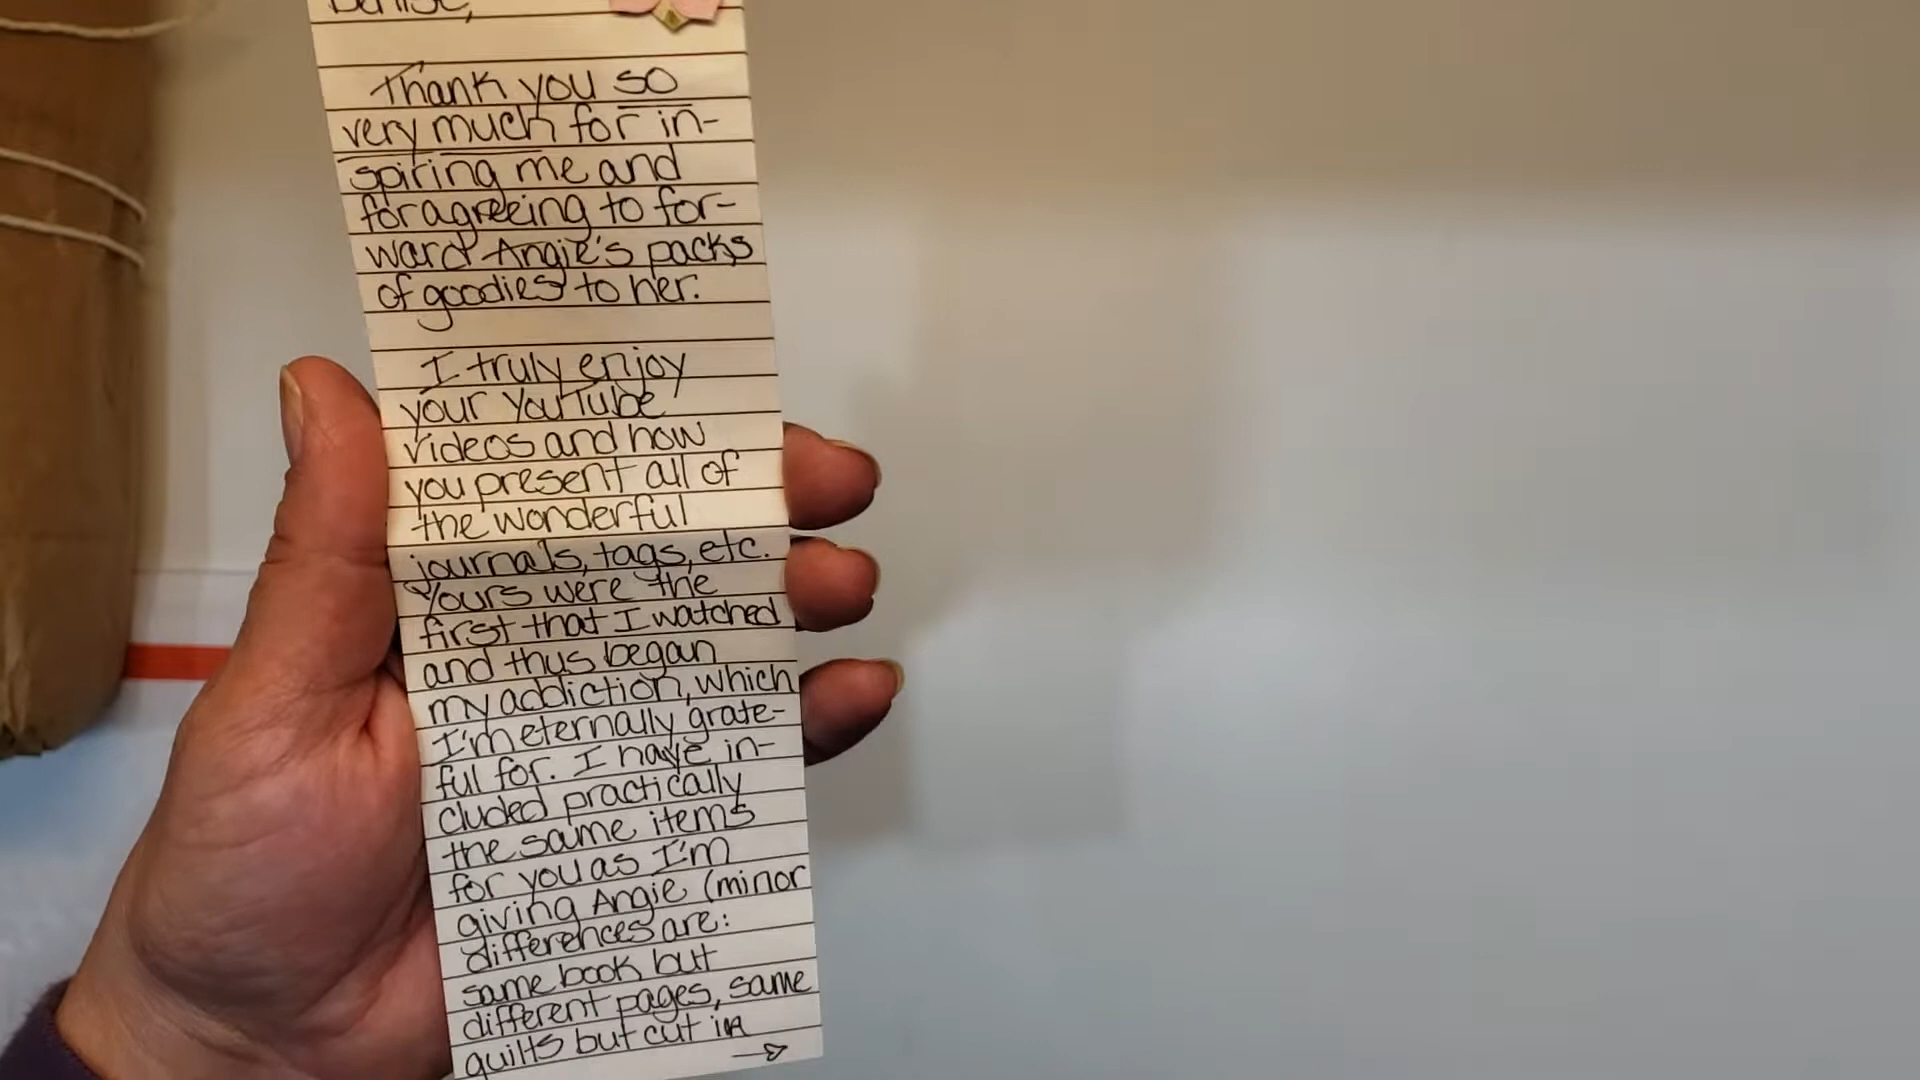 Denise,
Thank you so
very much for in-
spiring me and
for agreeing to for-
ward Angie's packs
of goodies to her.
I truly enjoy
your YouTube
videos and how
you present all of
the wonderful
journals, tags, etc.
Yours were the
first that I watched
and thus began
my addiction, which
I'm eternally grate-
ful for. I have in-
cluded practically
the same items
for you as I'm
giving Angie (minor
differences are:
same book but
different pages, same
quilts but cut in